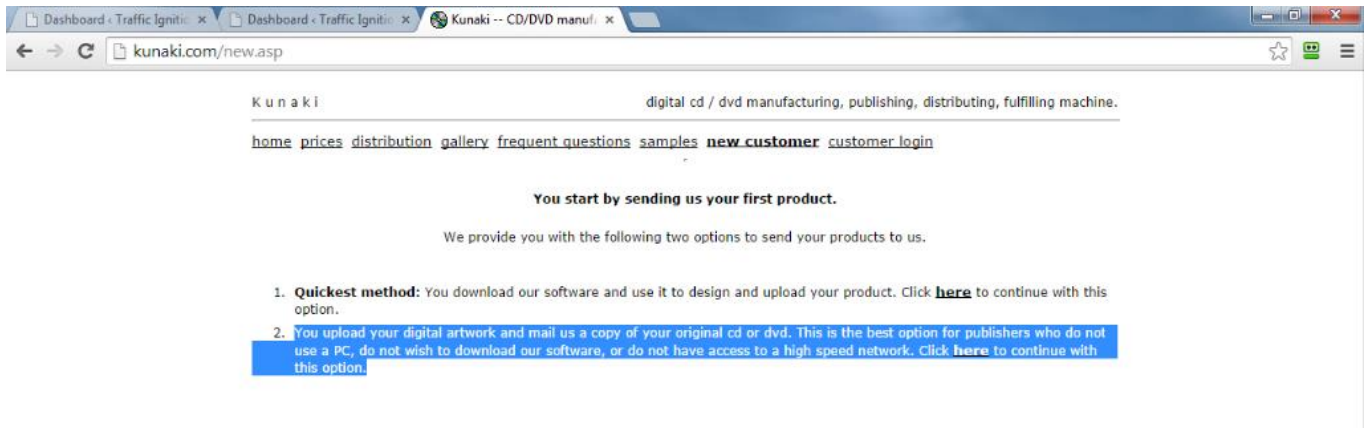 Dashboard ‹ Traffic Ignitio
Dashboard ‹ Traffic Ignitio
Kunaki -- CD/DVD manufa
kunaki.com/new.asp
Kunaki
digital cd / dvd manufacturing, publishing, distributing, fulfilling machine.
home prices distribution gallery frequent questions samples new customer customer login
You start by sending us your first product.
We provide you with the following two options to send your products to us.
1. Quickest method: You download our software and use it to design and upload your product. Click here to continue with this
option.
2. You upload your digital artwork and mail us a copy of your original cd or dvd. This is the best option for publishers who do not
use a PC, do not wish to download our software, or do not have access to a high speed network. Click here to continue with
this option.